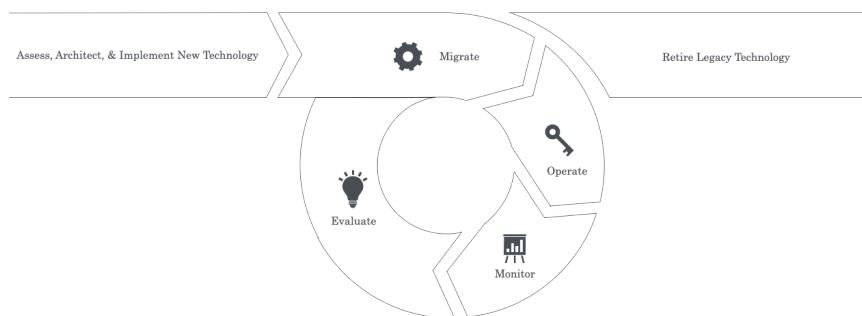 Assess, Architect, & Implement New Technology
Migrate
Retire Legacy Technology
Operate
Evaluate
Monitor